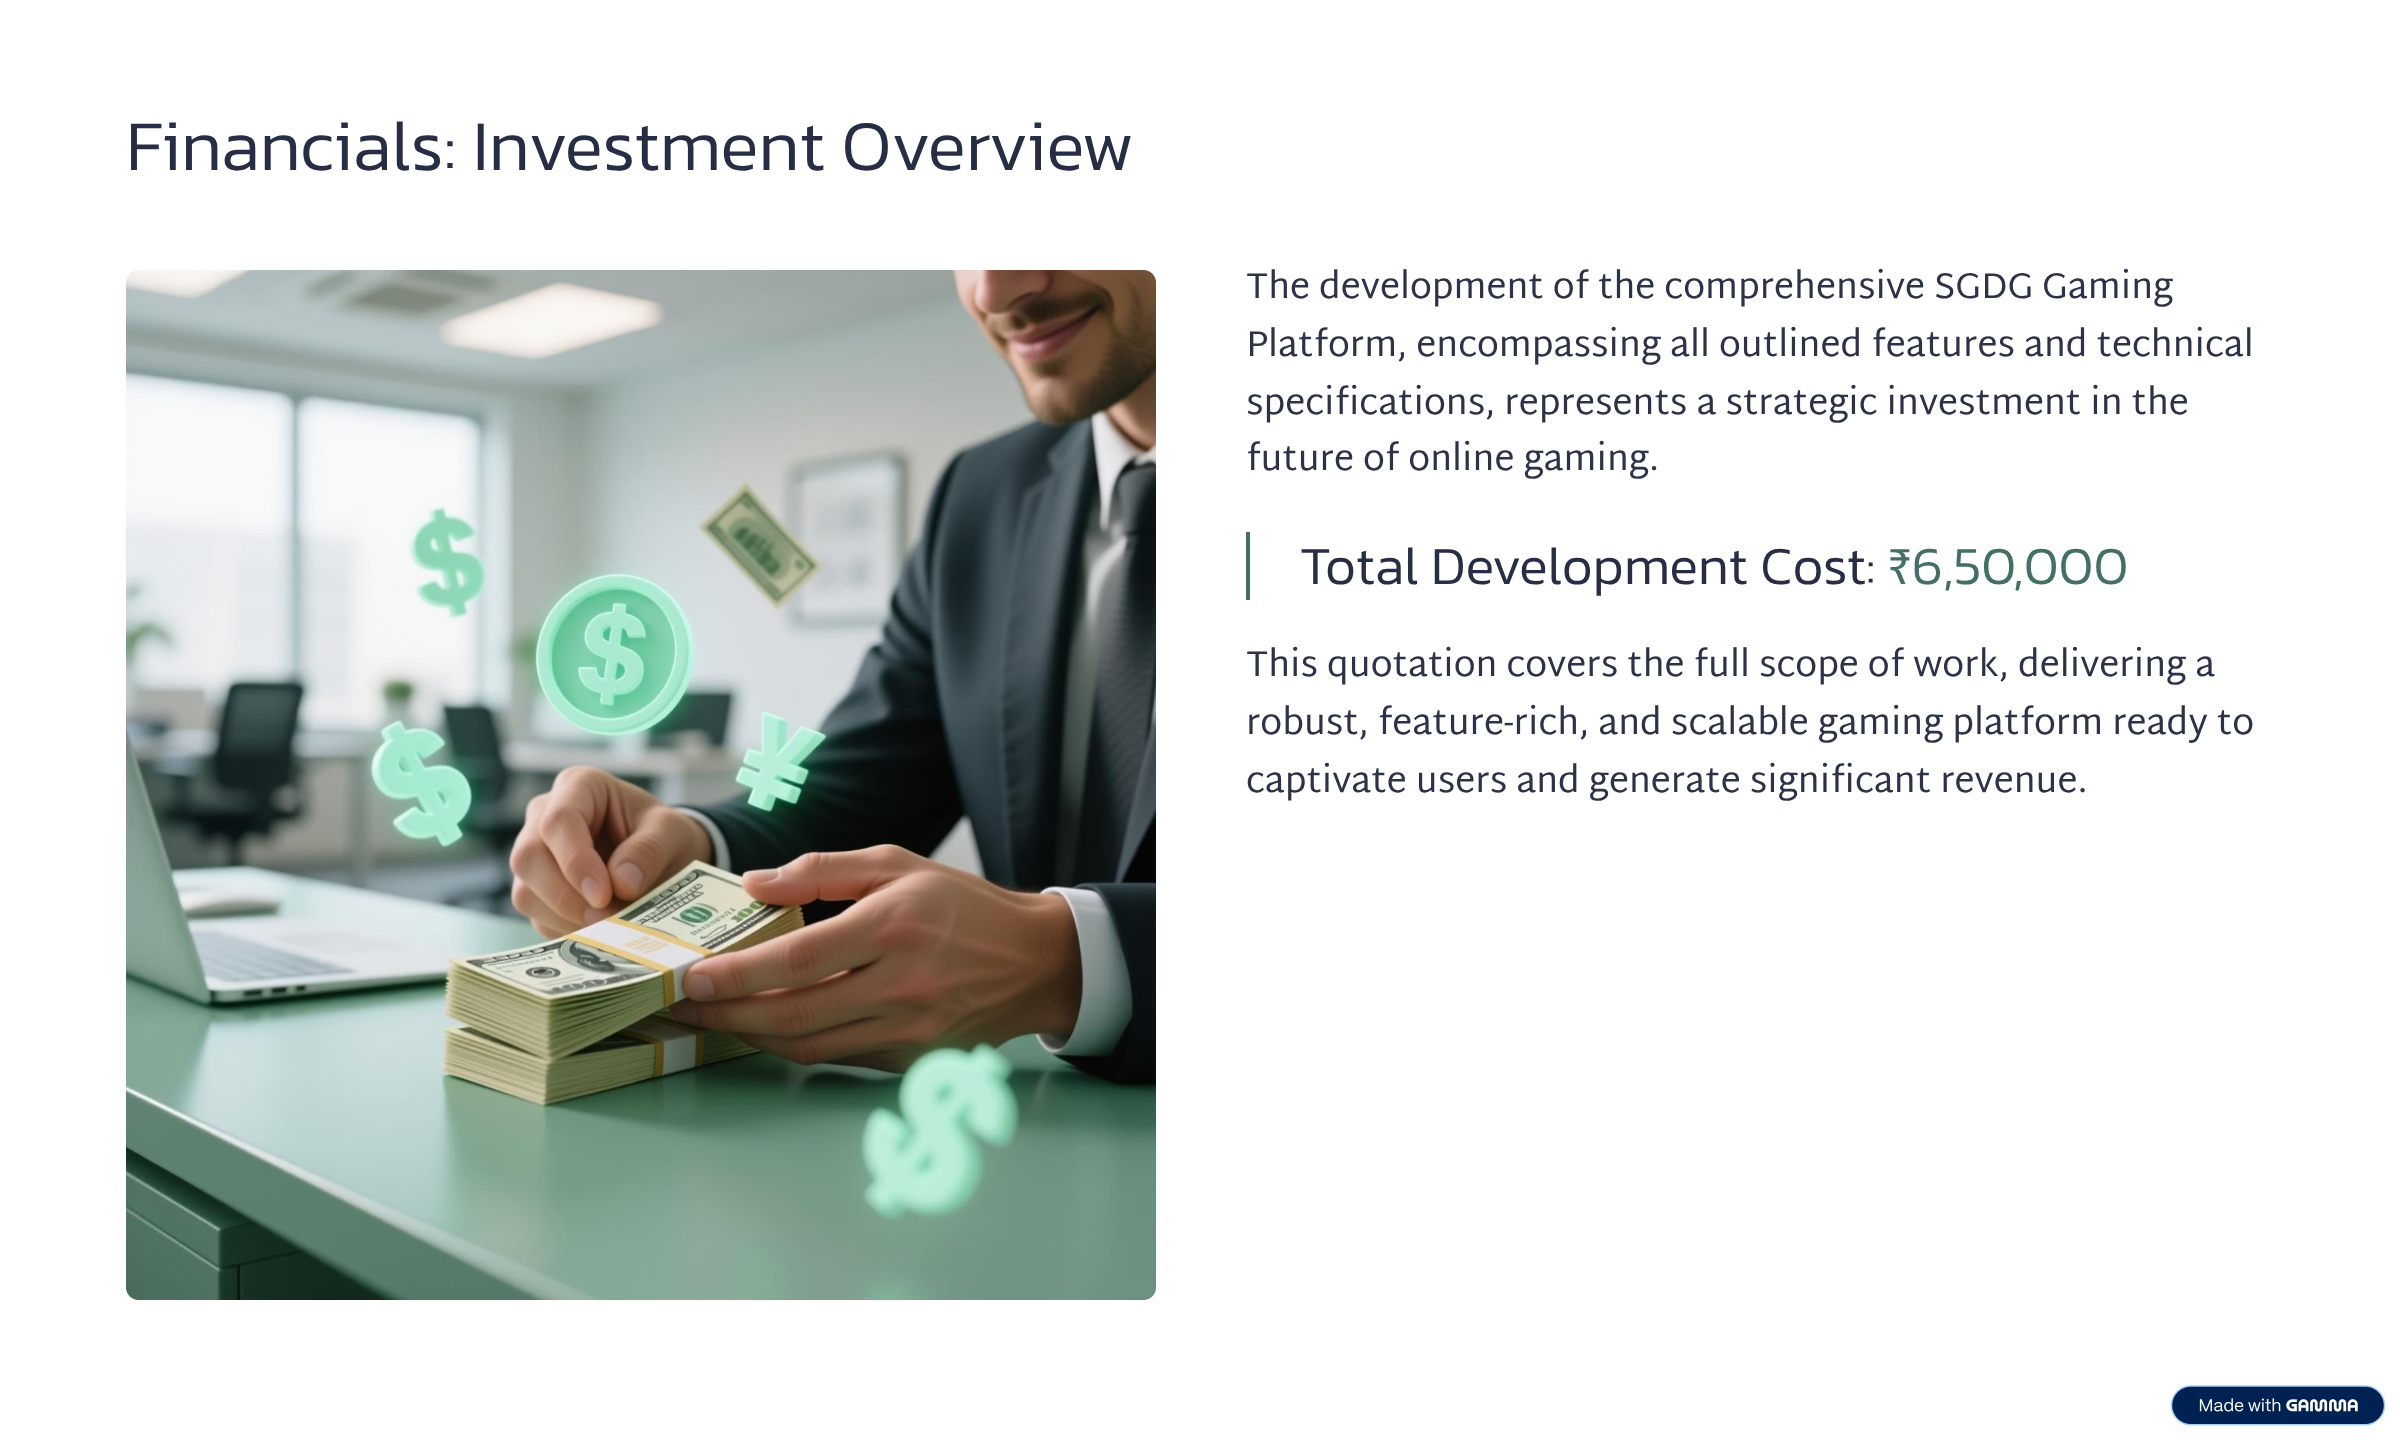 Financials: Investment Overview
The development of the comprehensive SGDG Gaming
Platform, encompassing all outlined features and technical
specifications, represents a strategic investment in the
future of online gaming.
Total Development Cost: ₹6,50,000
This quotation covers the full scope of work, delivering a
robust, feature-rich, and scalable gaming platform ready to
captivate users and generate significant revenue.
$
$
$
¥
$
100
Made with GAMMA